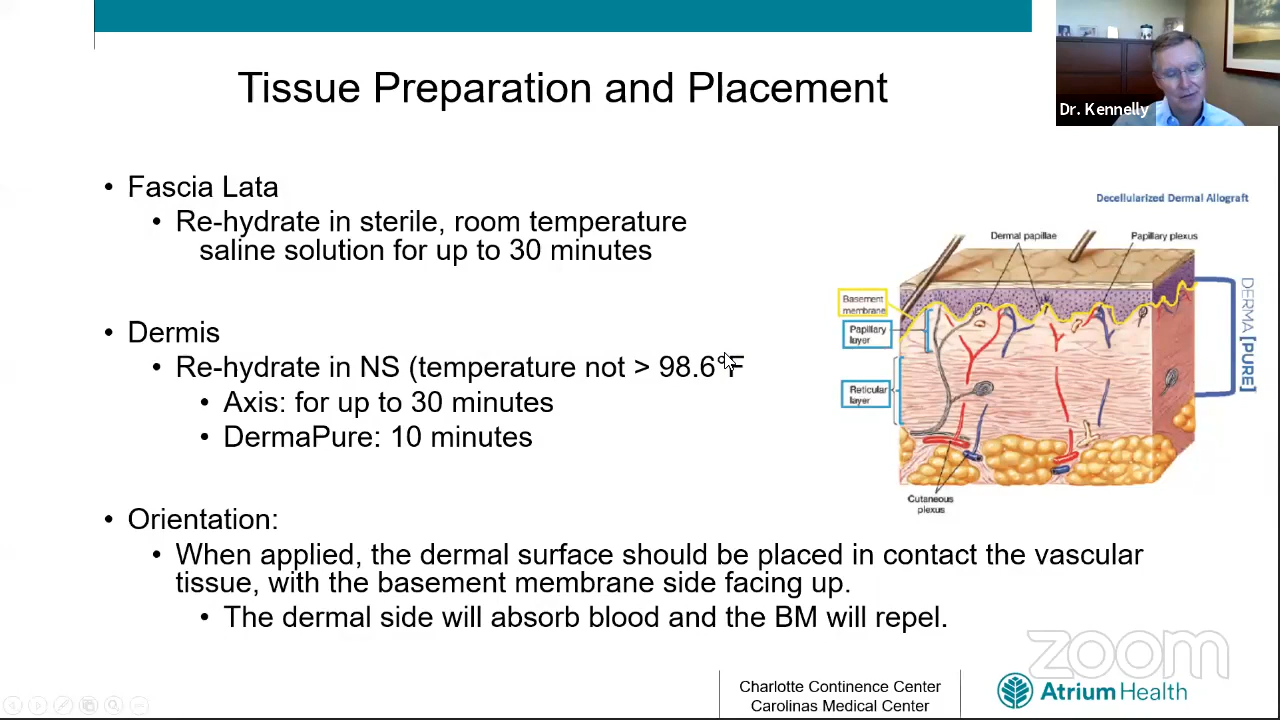 Tissue Preparation and Placement
Dr. Kennelly
• Fascia Lata
• Re-hydrate in sterile, room temperature
saline solution for up to 30 minutes
• Dermis
• Re-hydrate in NS (temperature not > 98.6°F
• Axis: for up to 30 minutes
• DermaPure: 10 minutes
• Orientation:
• When applied, the dermal surface should be placed in contact the vascular
tissue, with the basement membrane side facing up.
• The dermal side will absorb blood and the BM will repel.
Decellularized Dermal Allograft
Dermal papillae
Papillary plexus
Basement
membrane
Papillary
layer
Reticular
layer
Cutaneous
plexus
DERMA[PURE]
Charlotte Continence Center
Carolinas Medical Center
AtriumHealth
zoom